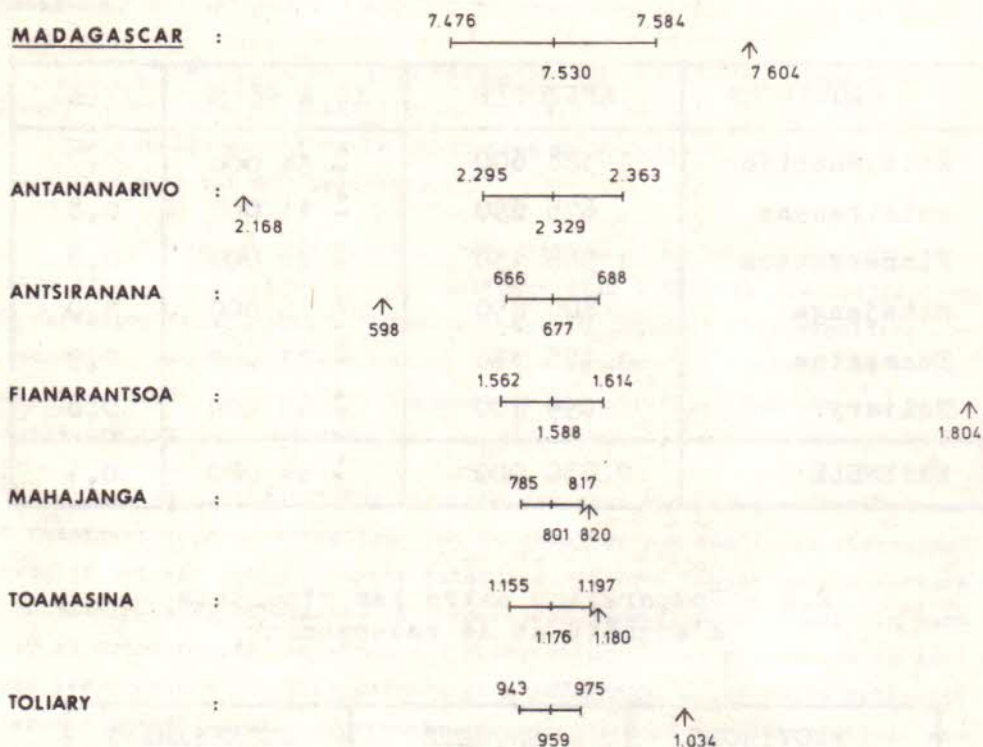 7.476 7.584
MADAGASCAR :
7.530 7 604
2.295 2.363
ANTANANARIVO :
2.168 2 329
666 688
ANTSIRANANA :
598 677
1.562 1.614
FIANARANTSOA :
1.588 1.804
785 817
MAHAJANGA :
801 820
1.155 1.197
TOAMASINA :
1.176 1.180
943 975
TOLIARY :
959 1.034